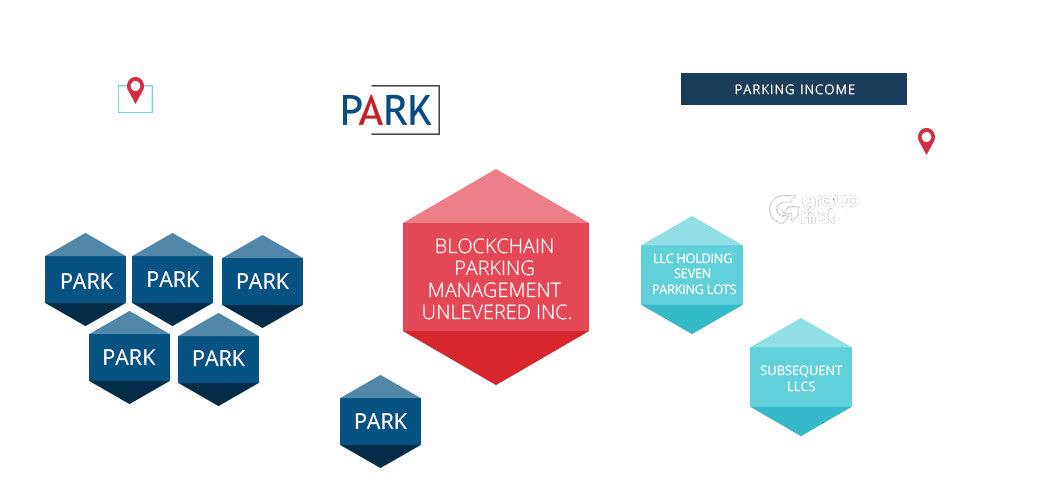 PARKING INCOME
PARK
group
first
BLOCKCHAIN
PARKING
MANAGEMENT
UNLEVERED INC.
LLC HOLDING
SEVEN
PARKING LOTS
PARK
PARK
PARK
PARK
PARK
SUBSEQUENT
LLCS
PARK